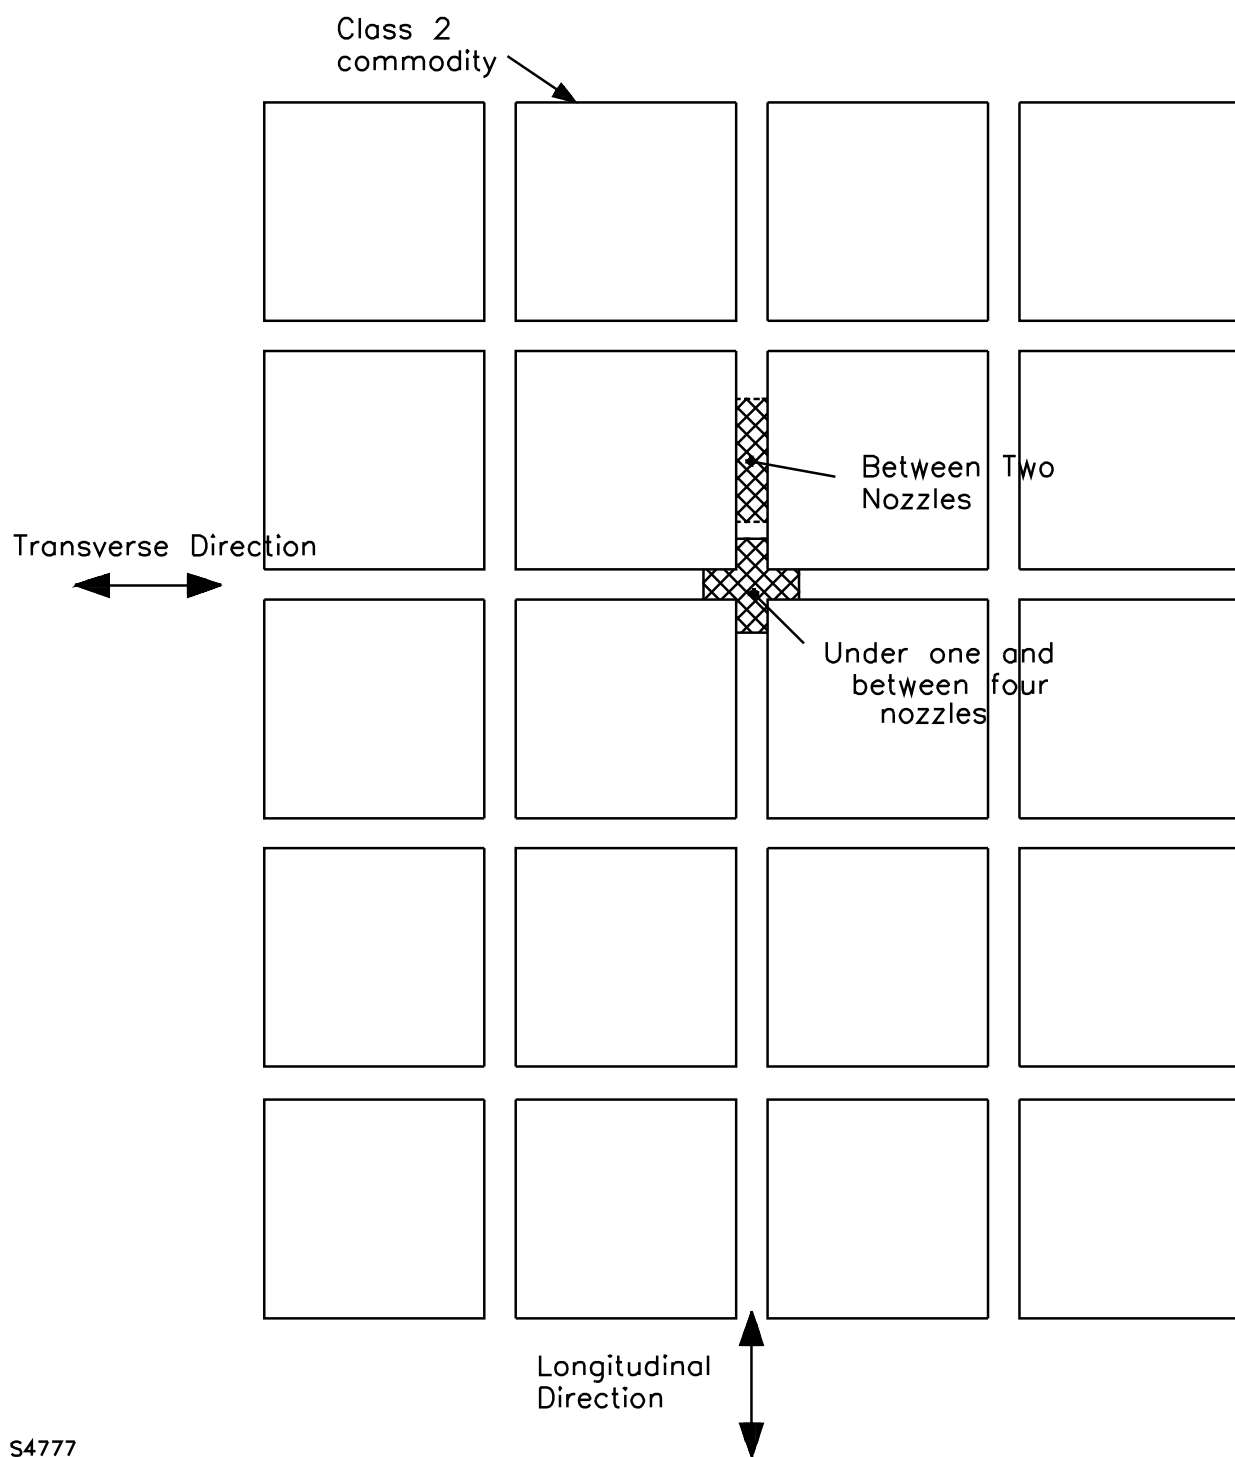 Class 2
commodity
Between Two
Nozzles
Transverse Direction
Under one and
between four
nozzles
Longitudinal
Direction
S4777